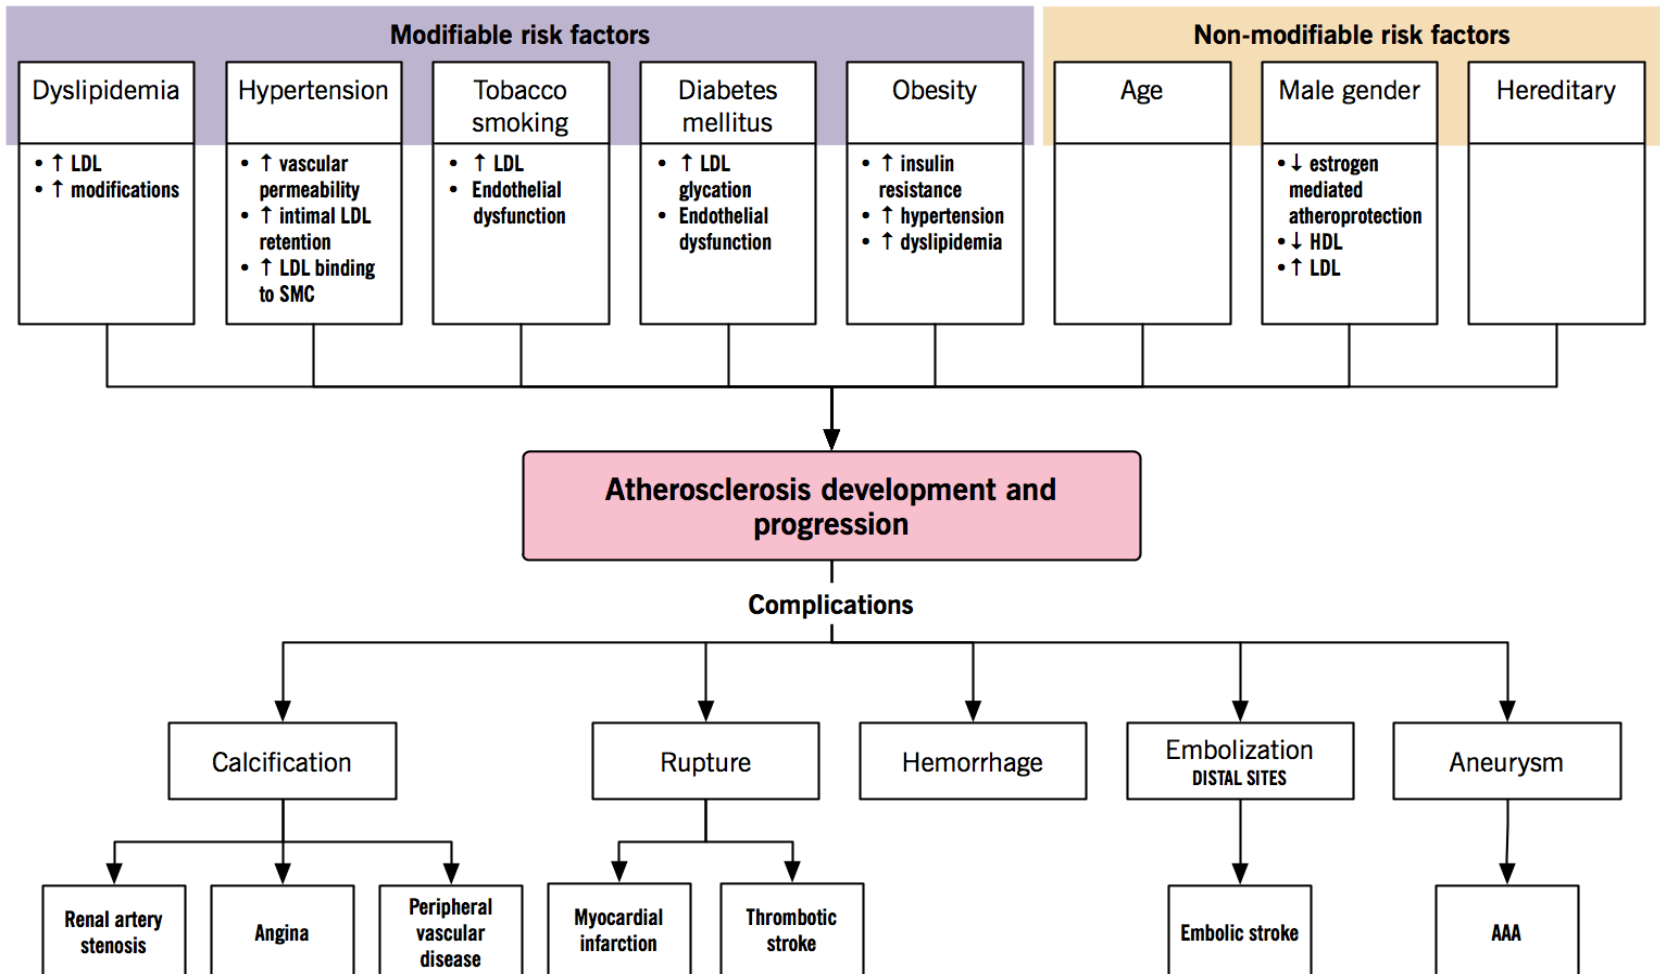 Modifiable risk factors
Non-modifiable risk factors
Dyslipidemia
• ↑ LDL
• ↑ modifications
Hypertension
• ↑ vascular
permeability
• ↑ intimal LDL
retention
• ↑ LDL binding
to SMC
Tobacco
smoking
• ↑ LDL
• Endothelial
dysfunction
Diabetes
mellitus
• ↑ LDL
glycation
• Endothelial
dysfunction
Obesity
• ↑ insulin
resistance
• ↑ hypertension
• ↑ dyslipidemia
Age
Male gender
• ↓ estrogen
mediated
atheroprotection
• ↓ HDL
• ↑ LDL
Hereditary
Atherosclerosis development and
progression
Complications
Calcification
Rupture
Hemorrhage
Embolization
DISTAL SITES
Aneurysm
Renal artery
stenosis
Angina
Peripheral
vascular
disease
Myocardial
infarction
Thrombotic
stroke
Embolic stroke
AAA